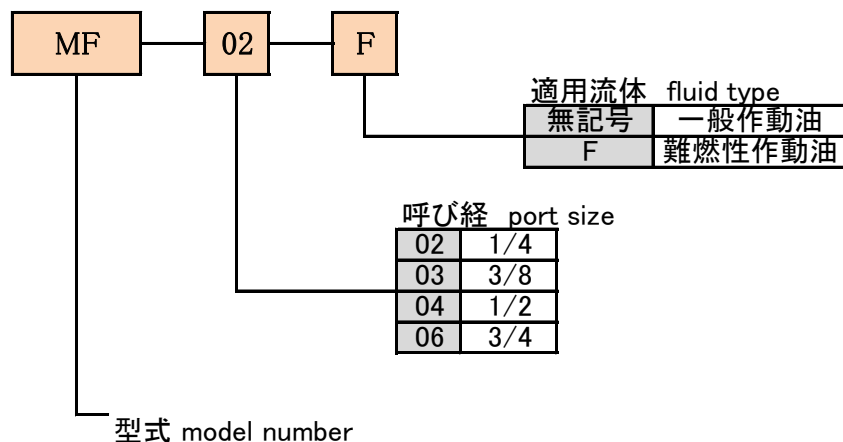 MF 02 F
適用流体 fluid type
無記号 一般作動油
F 難燃性作動油
呼び経 port size
02 1/4
03 3/8
04 1/2
06 3/4
型式 model number